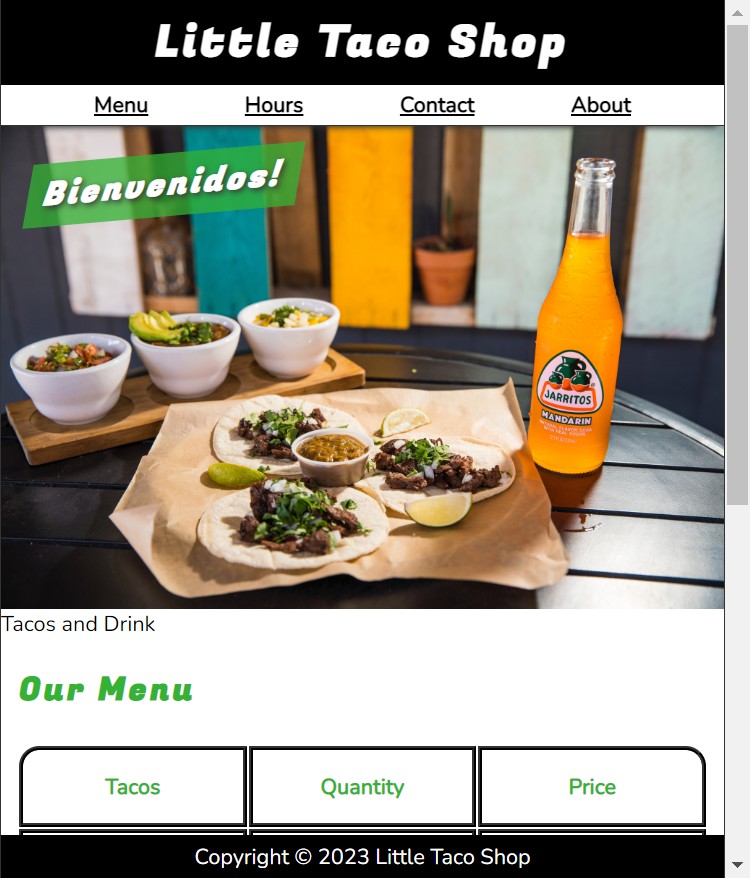 Little Taco Shop
Menu Hours Contact About
Bienvenidos!
JARRITOS
MANDARIN
Tacos and Drink
Our Menu
Tacos Quantity Price
Copyright © 2023 Little Taco Shop